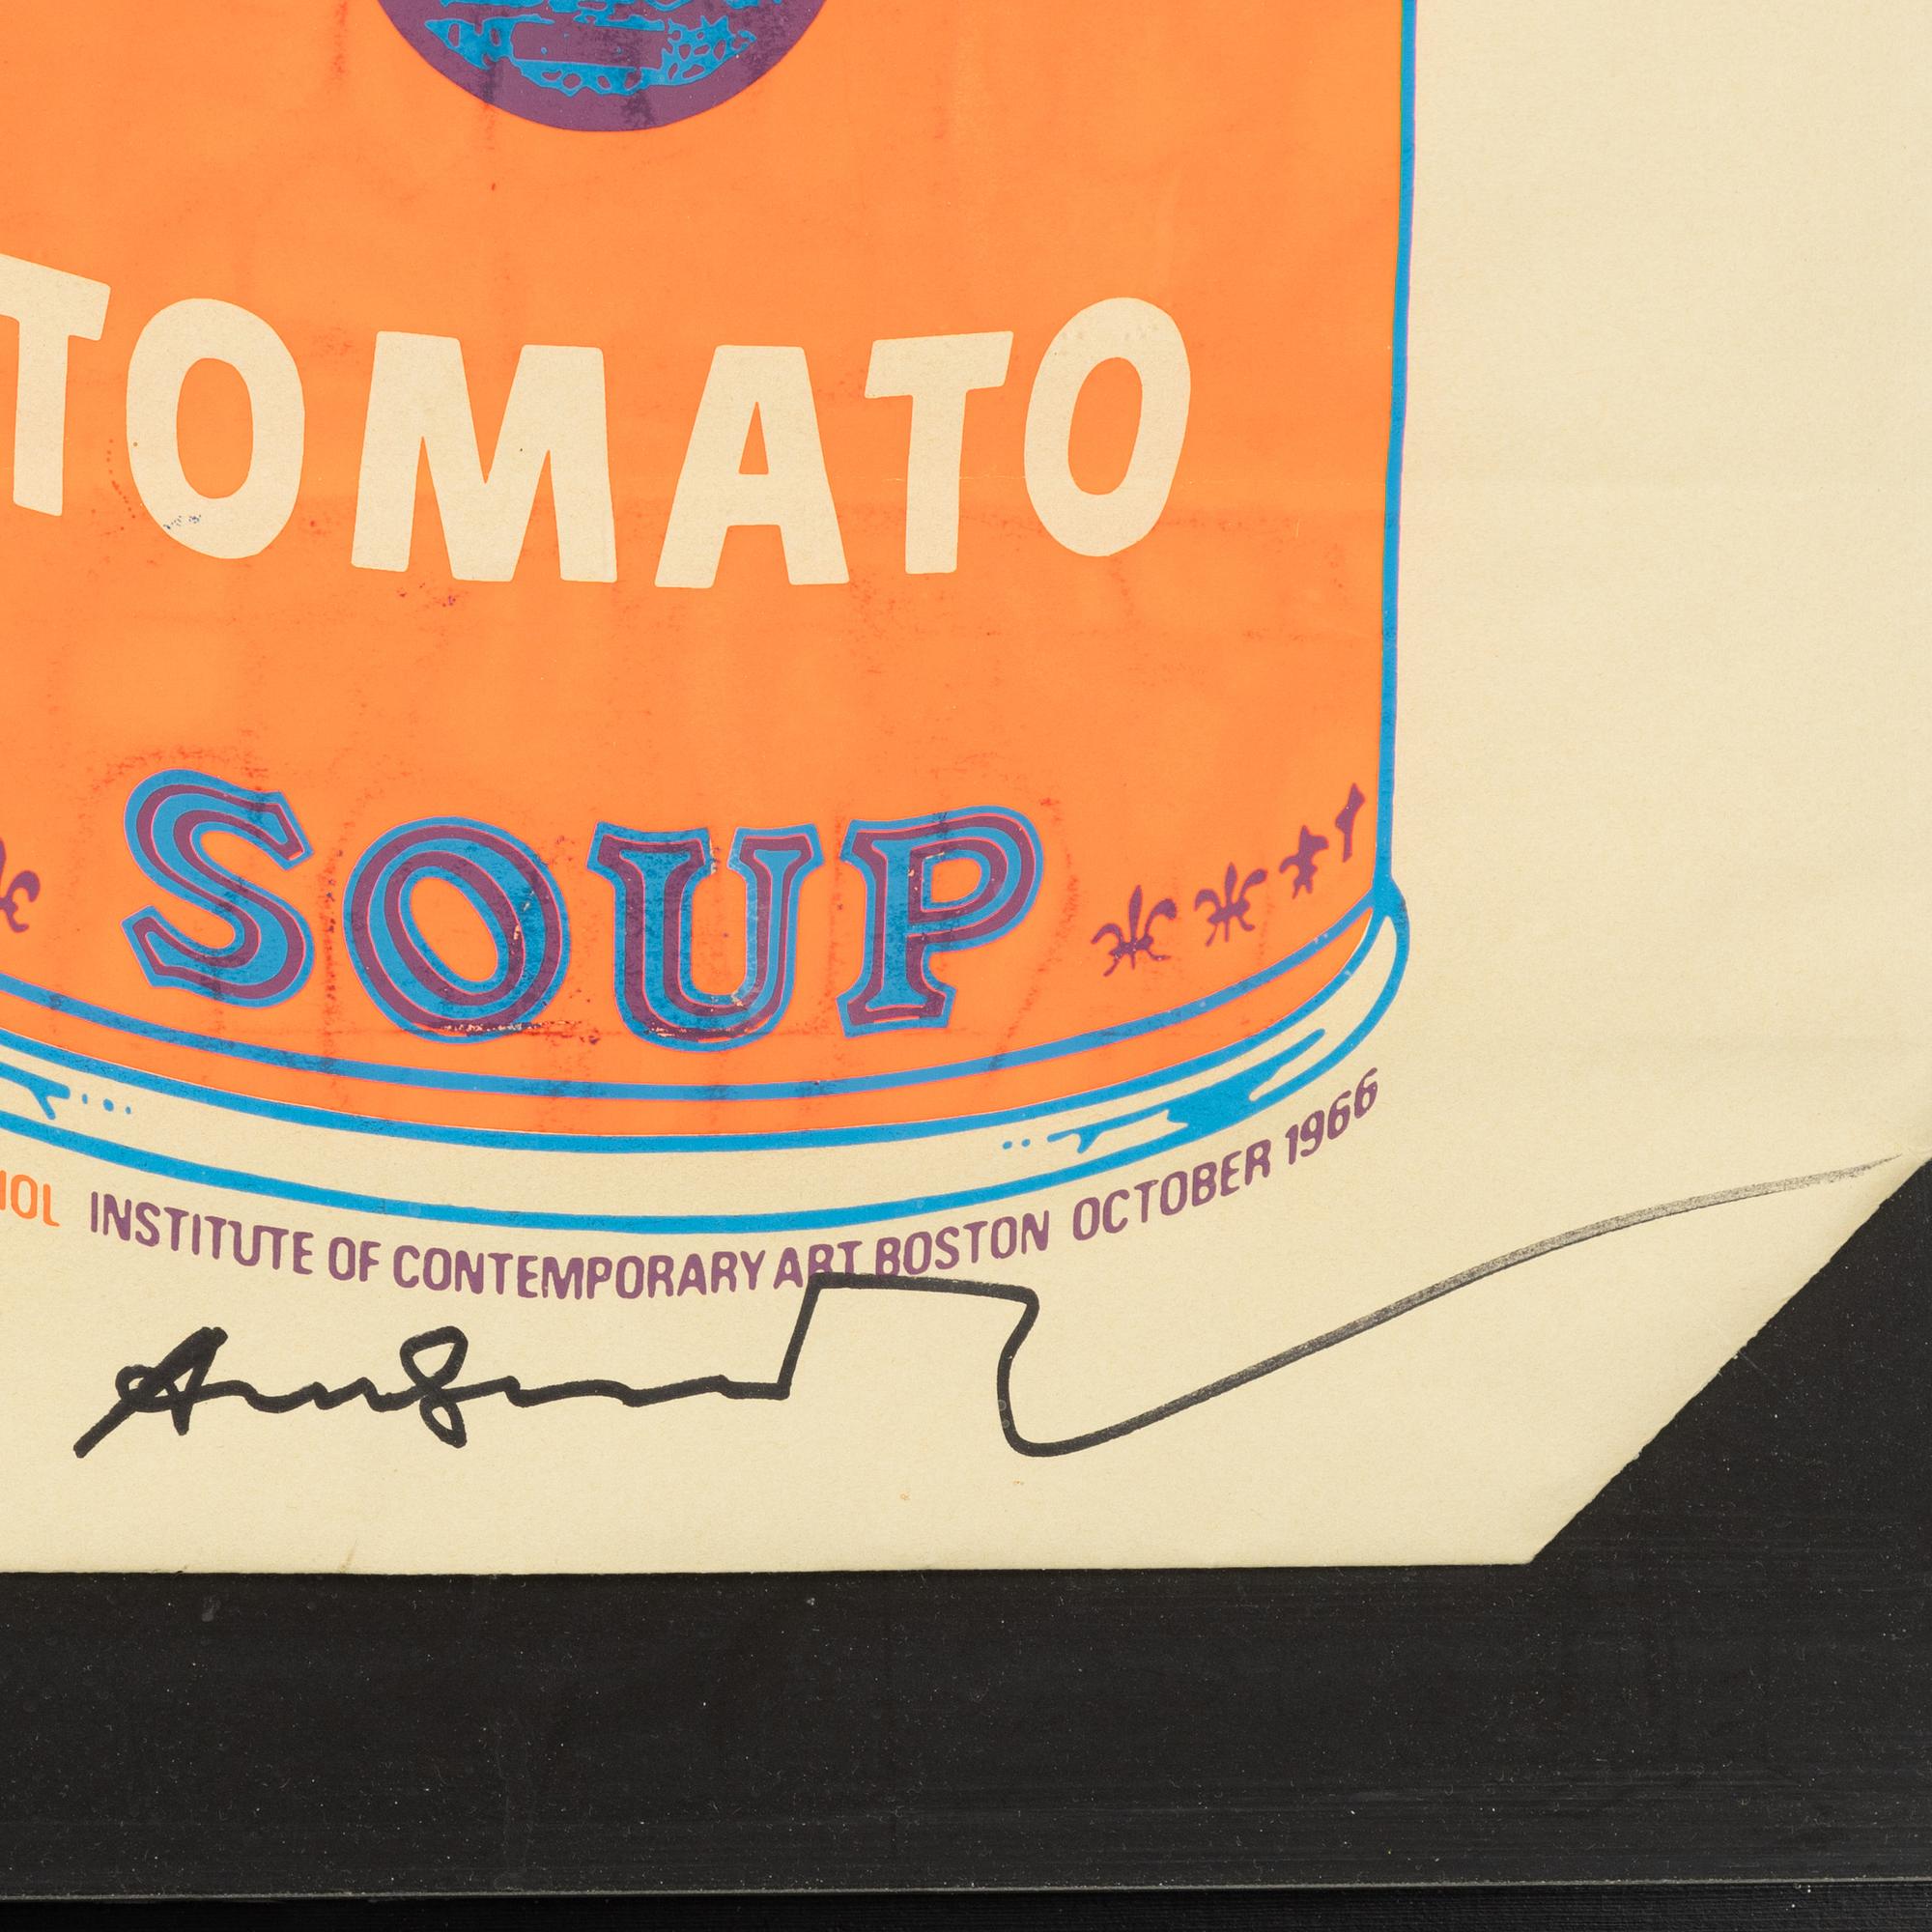 TOMATO
SOUP
HOL INSTITUTE OF CONTEMPORARY ART BOSTON OCTOBER 1966